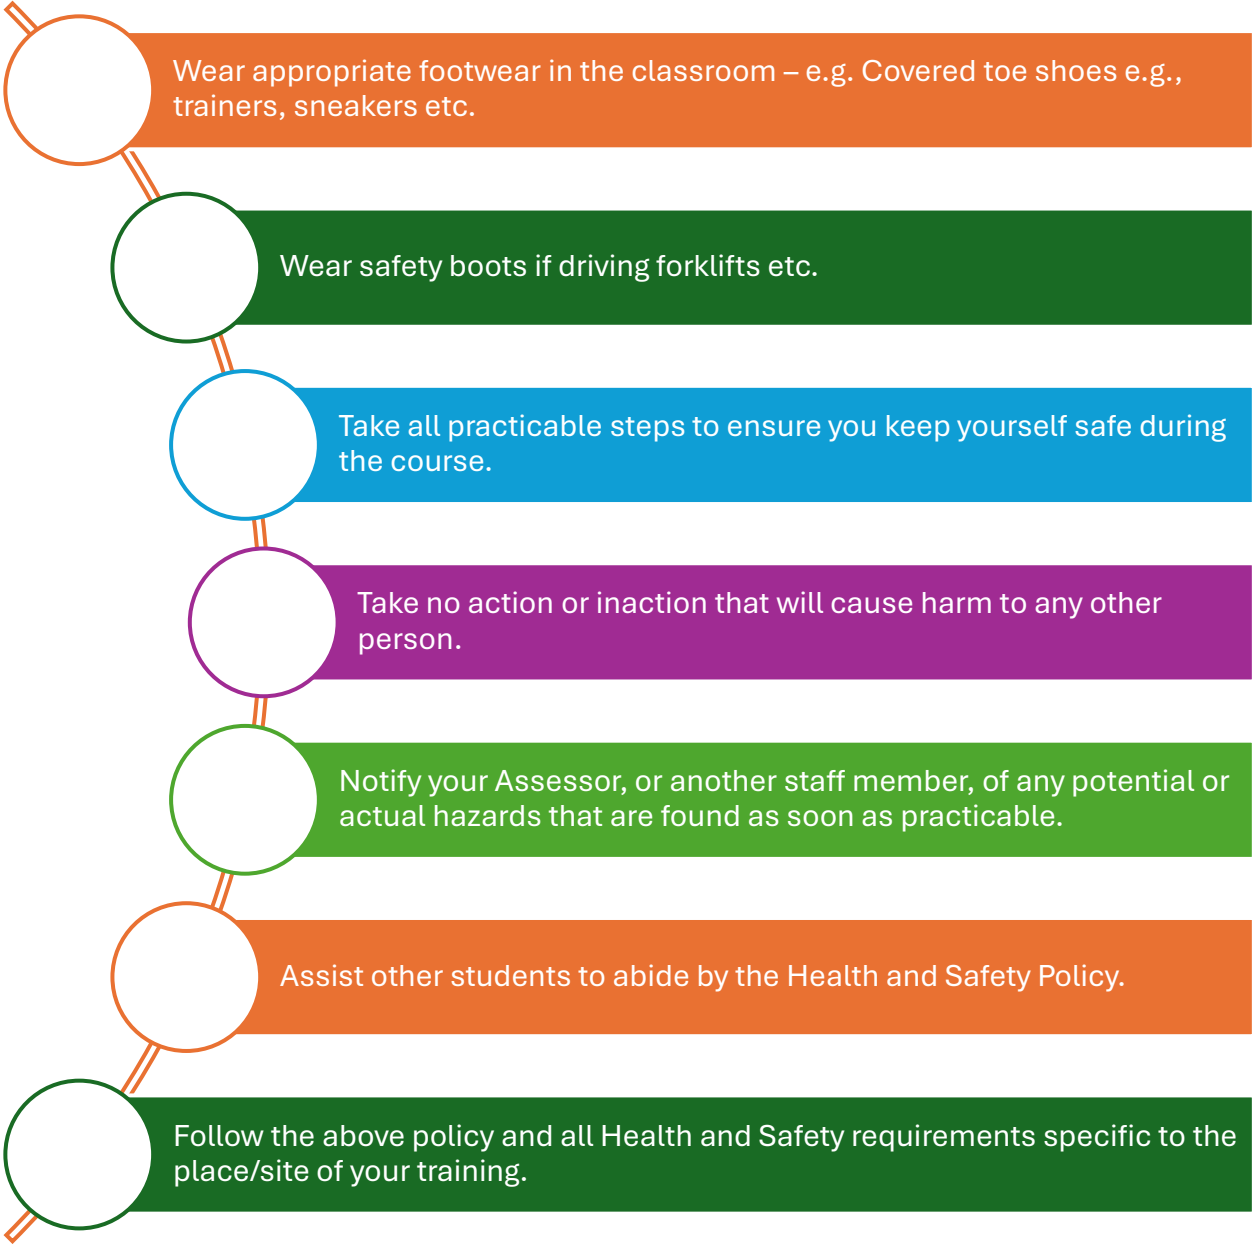 Wear appropriate footwear in the classroom – e.g. Covered toe shoes e.g.,
trainers, sneakers etc.
Wear safety boots if driving forklifts etc.
Take all practicable steps to ensure you keep yourself safe during
the course.
Take no action or inaction that will cause harm to any other
person.
Notify your Assessor, or another staff member, of any potential or
actual hazards that are found as soon as practicable.
Assist other students to abide by the Health and Safety Policy.
Follow the above policy and all Health and Safety requirements specific to the
place/site of your training.